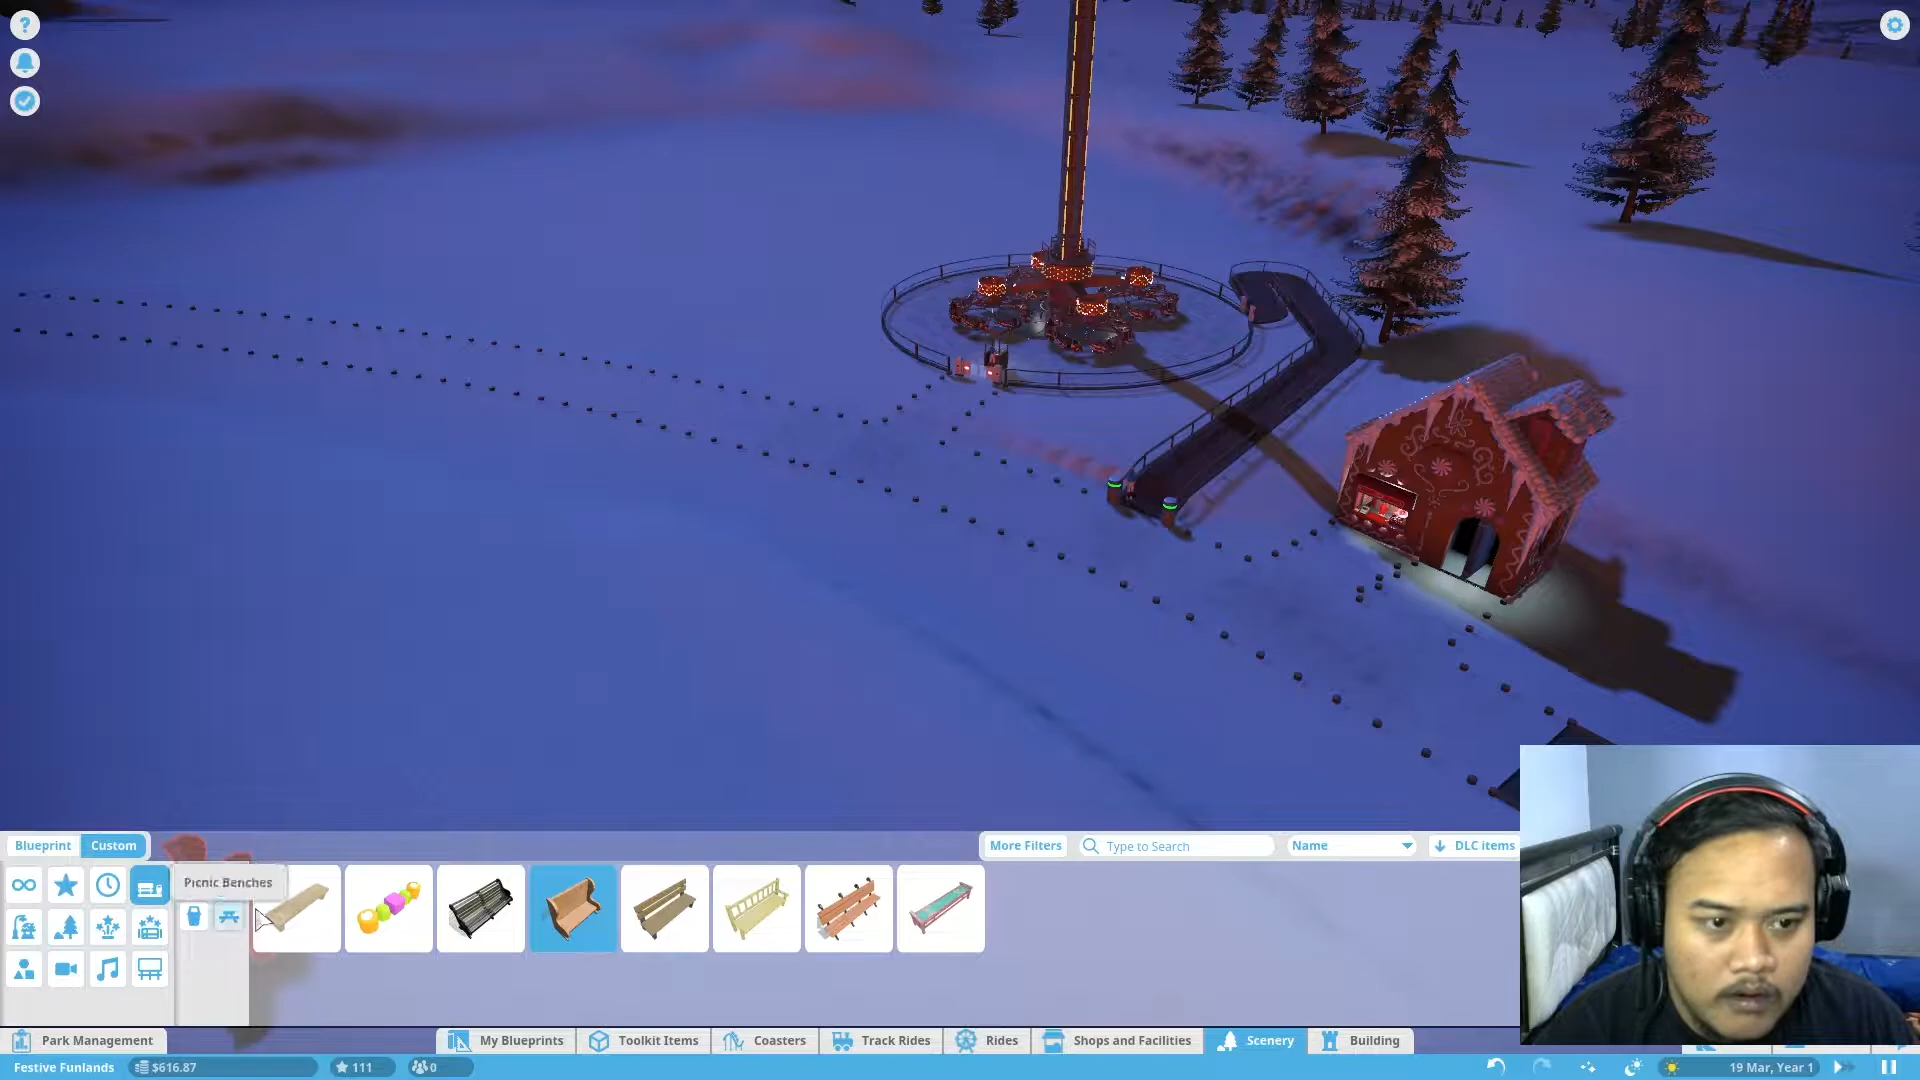 ?
Blueprint
Custom
More Filters
Type to Search
Name
DLC items
Picnic Benches
Park Management
My Blueprints
Toolkit Items
Coasters
Track Rides
Rides
Shops and Facilities
Scenery
Building
Festive Funlands
$616.87
111
0
19 Mar, Year 1